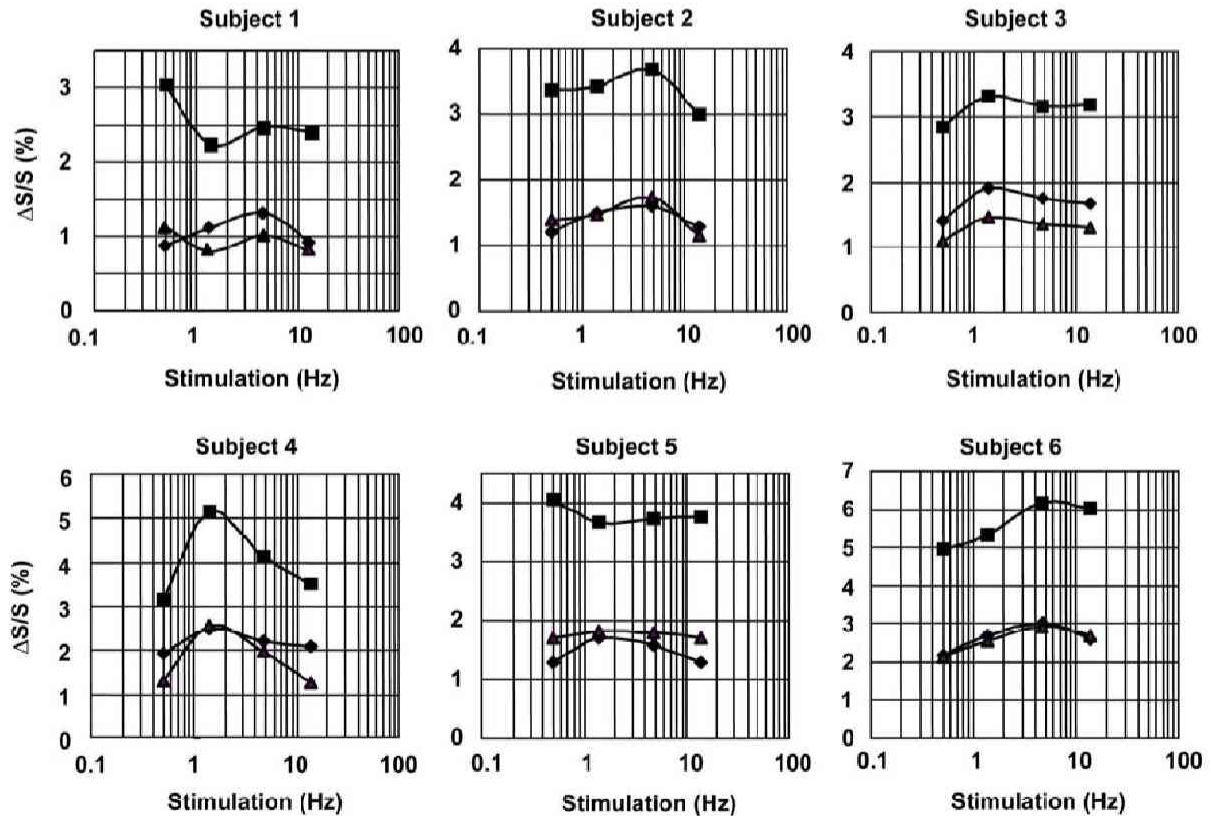 Subject 1
Subject 2
Subject 3
ΔS/S (%)
3
2
1
0
4
3
2
1
0
4
3
2
1
0
0.1 1 10 100
0.1 1 10 100
0.1 1 10 100
Stimulation (Hz)
Stimulation (Hz)
Stimulation (Hz)
Subject 4
Subject 5
Subject 6
ΔS/S (%)
6
5
4
3
2
1
0
4
3
2
1
0
7
6
5
4
3
2
1
0
0.1 1 10 100
0.1 1 10 100
0.1 1 10 100
Stimulation (Hz)
Stimulation (Hz)
Stimulation (Hz)